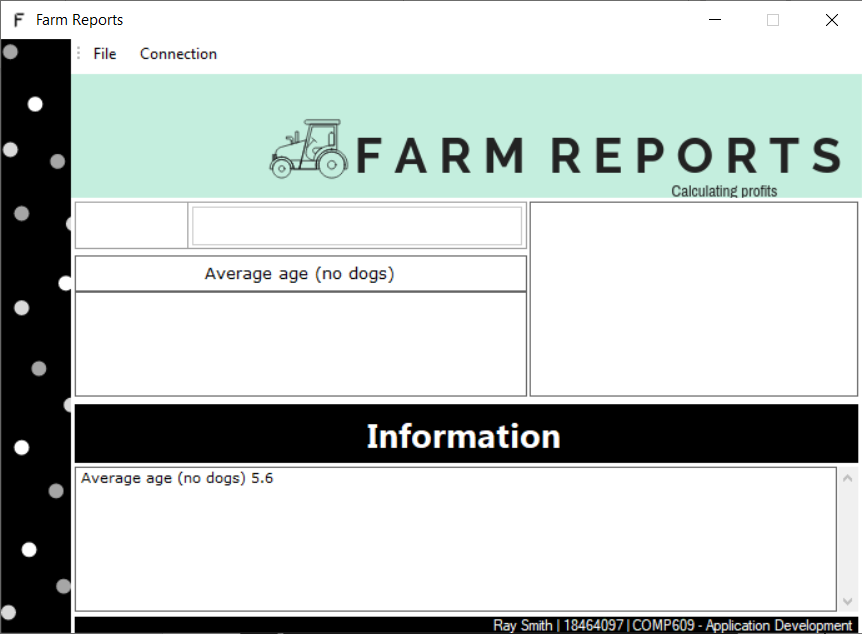 F Farm Reports
File Connection
FARM REPORTS
Calculating profits
Average age (no dogs)
Information
Average age (no dogs) 5.6
Ray Smith | 18464097 | COMP609 - Application Development